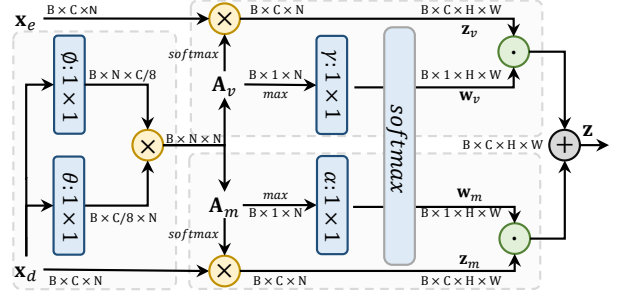 x_e
B × C × N
B × C × N
B × C × H × W
z_v
softmax
∅: 1 × 1
B × N × C/8
A_v
B × 1 × N
max
γ: 1 × 1
B × 1 × H × W
w_v
softmax
B × N × N
B × C × H × W
z
θ: 1 × 1
B × C/8 × N
A_m
max
B × 1 × N
α: 1 × 1
w_m
B × 1 × H × W
softmax
x_d
B × C × N
B × C × N
z_m
B × C × H × W